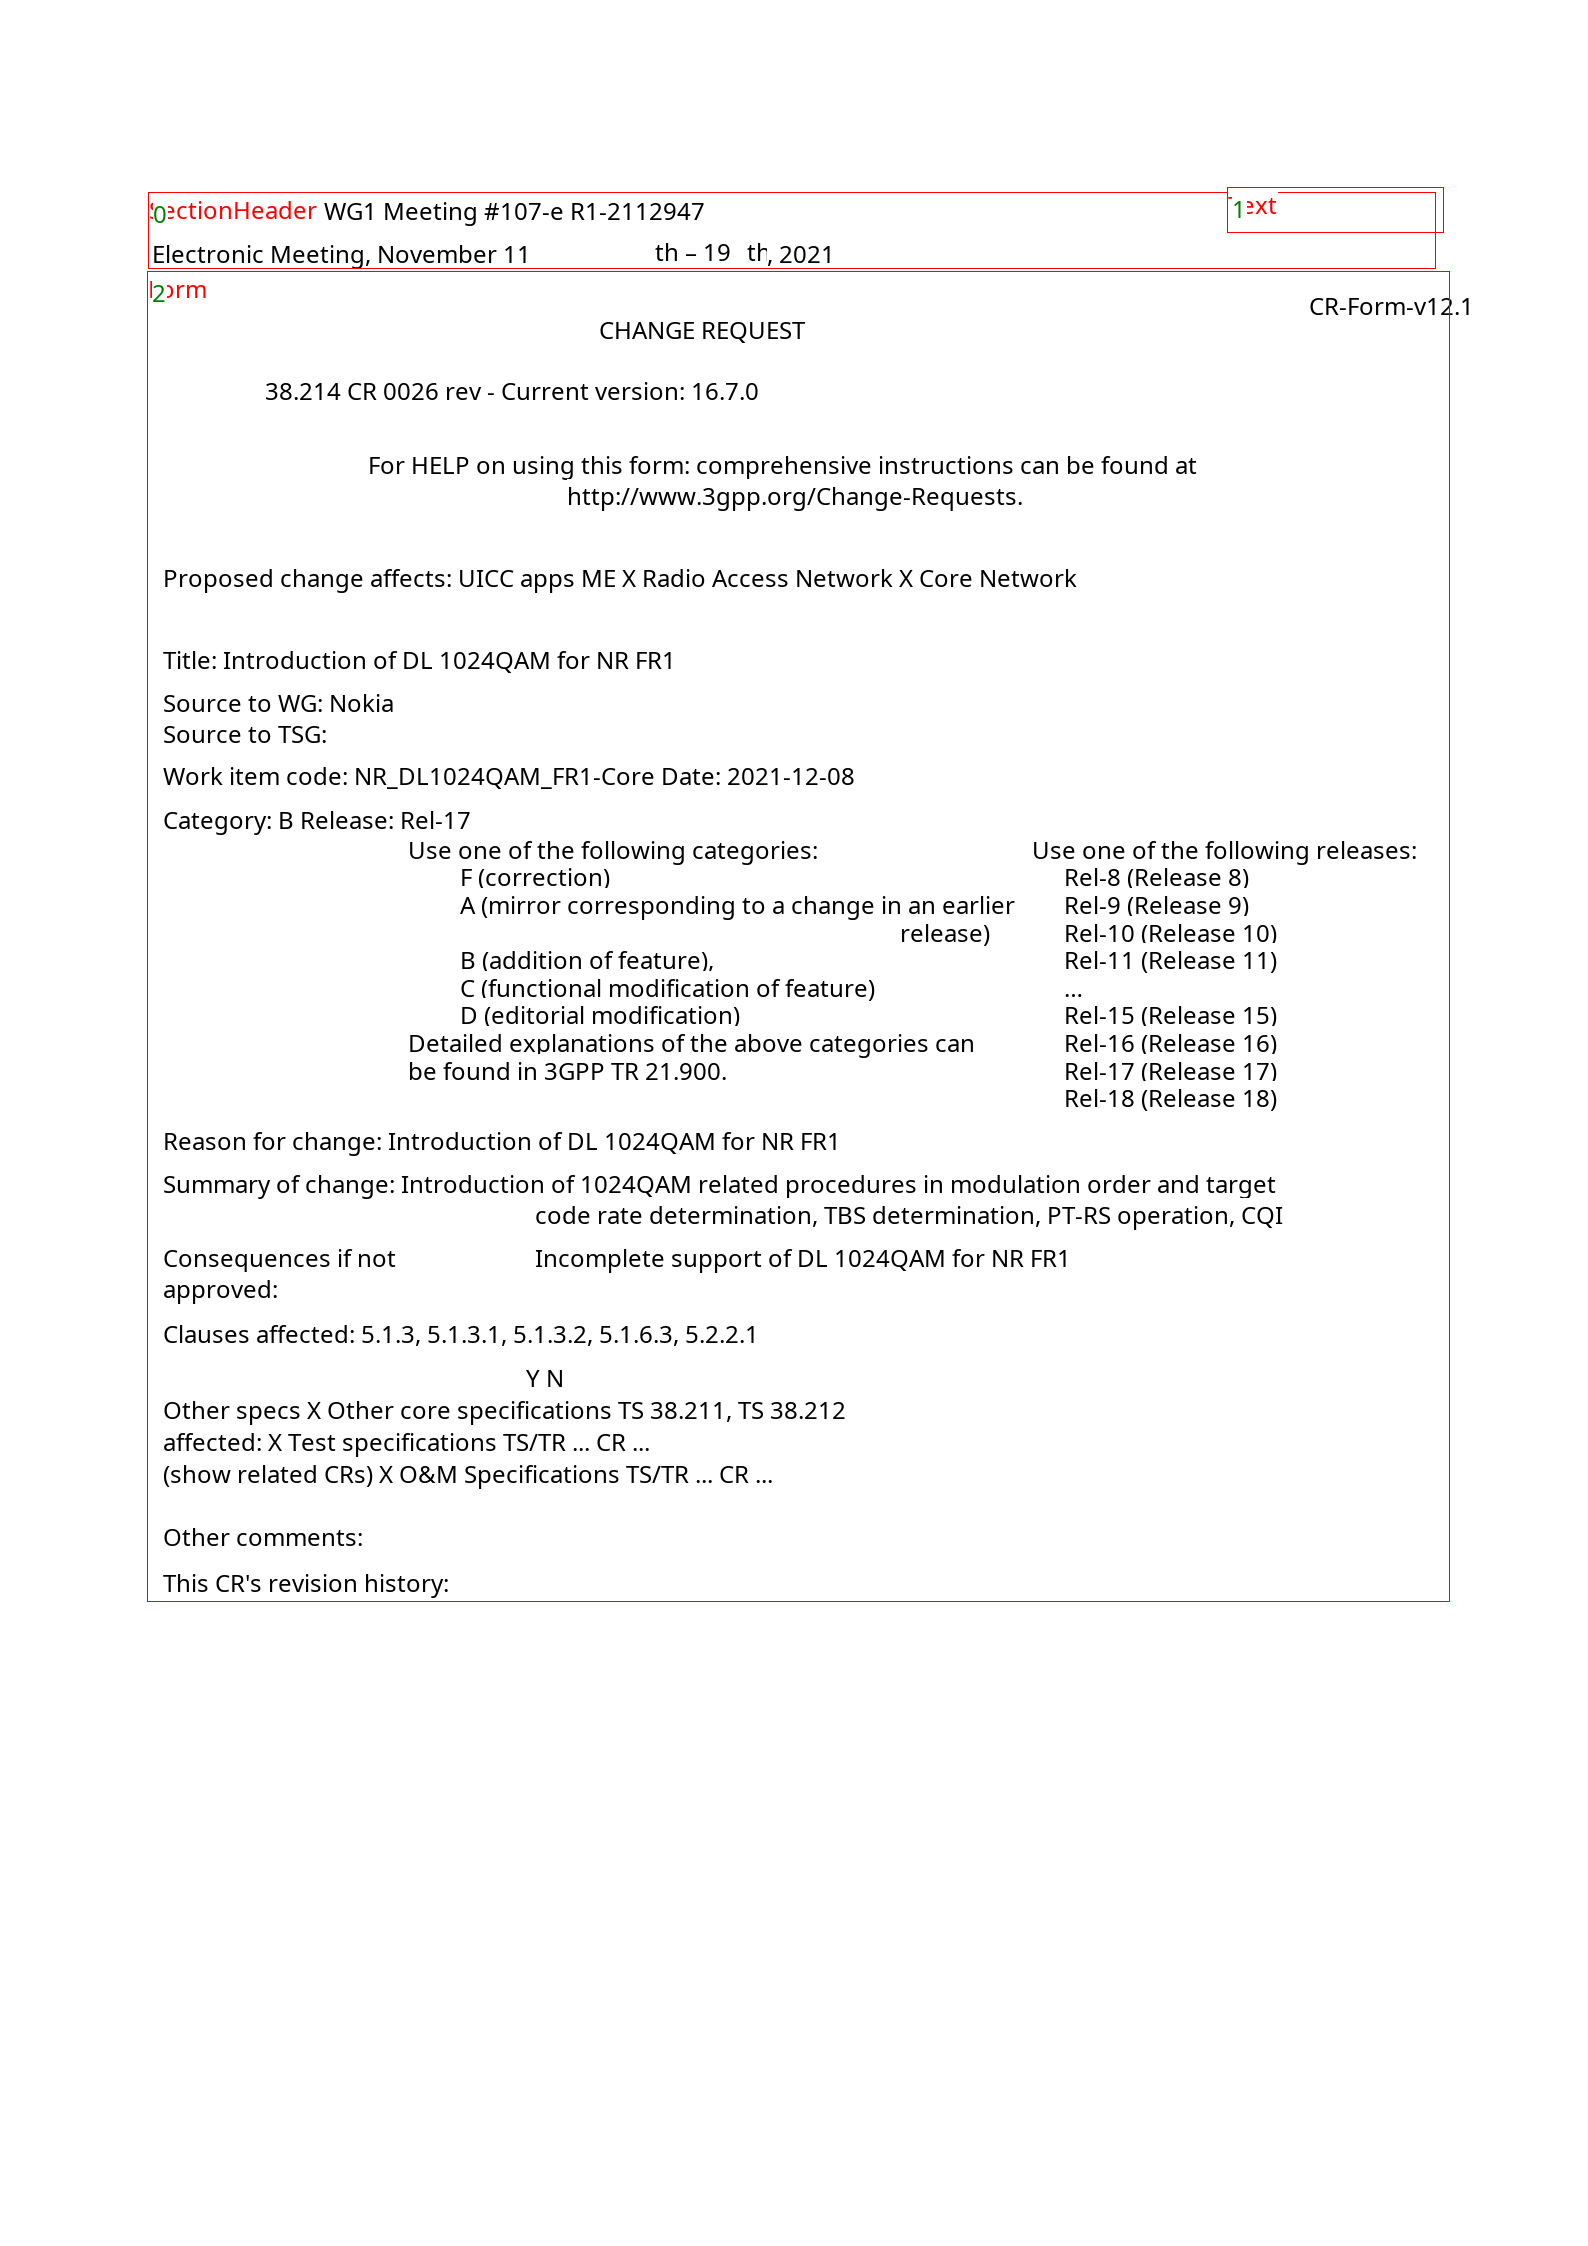 SectionHeader WG1 Meeting #107-e R1-2112947
0
Text
1
Electronic Meeting, November 11 th – 19 th, 2021
Form
2
CR-Form-v12.1
CHANGE REQUEST
38.214 CR 0026 rev - Current version: 16.7.0
For HELP on using this form: comprehensive instructions can be found at
http://www.3gpp.org/Change-Requests.
Proposed change affects: UICC apps ME X Radio Access Network X Core Network
Title: Introduction of DL 1024QAM for NR FR1
Source to WG: Nokia
Source to TSG:
Work item code: NR_DL1024QAM_FR1-Core Date: 2021-12-08
Category: B Release: Rel-17
Use one of the following categories:
F (correction)
A (mirror corresponding to a change in an earlier
release)
B (addition of feature),
C (functional modification of feature)
D (editorial modification)
Detailed explanations of the above categories can
be found in 3GPP TR 21.900.
Use one of the following releases:
Rel-8 (Release 8)
Rel-9 (Release 9)
Rel-10 (Release 10)
Rel-11 (Release 11)
…
Rel-15 (Release 15)
Rel-16 (Release 16)
Rel-17 (Release 17)
Rel-18 (Release 18)
Reason for change: Introduction of DL 1024QAM for NR FR1
Summary of change: Introduction of 1024QAM related procedures in modulation order and target
code rate determination, TBS determination, PT-RS operation, CQI
Consequences if not
approved:
Incomplete support of DL 1024QAM for NR FR1
Clauses affected: 5.1.3, 5.1.3.1, 5.1.3.2, 5.1.6.3, 5.2.2.1
Y N
Other specs X Other core specifications TS 38.211, TS 38.212
affected: X Test specifications TS/TR ... CR ...
(show related CRs) X O&M Specifications TS/TR ... CR ...
Other comments:
This CR's revision history: